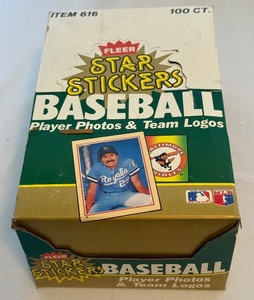 ITEM 616
100 CT.
FLEER
STAR
STICKERS
BASEBALL
Player Photos & Team Logos
Royals
FLEER
STAR
STICKERS
BASEBALL
Player Photos
& Team Logos